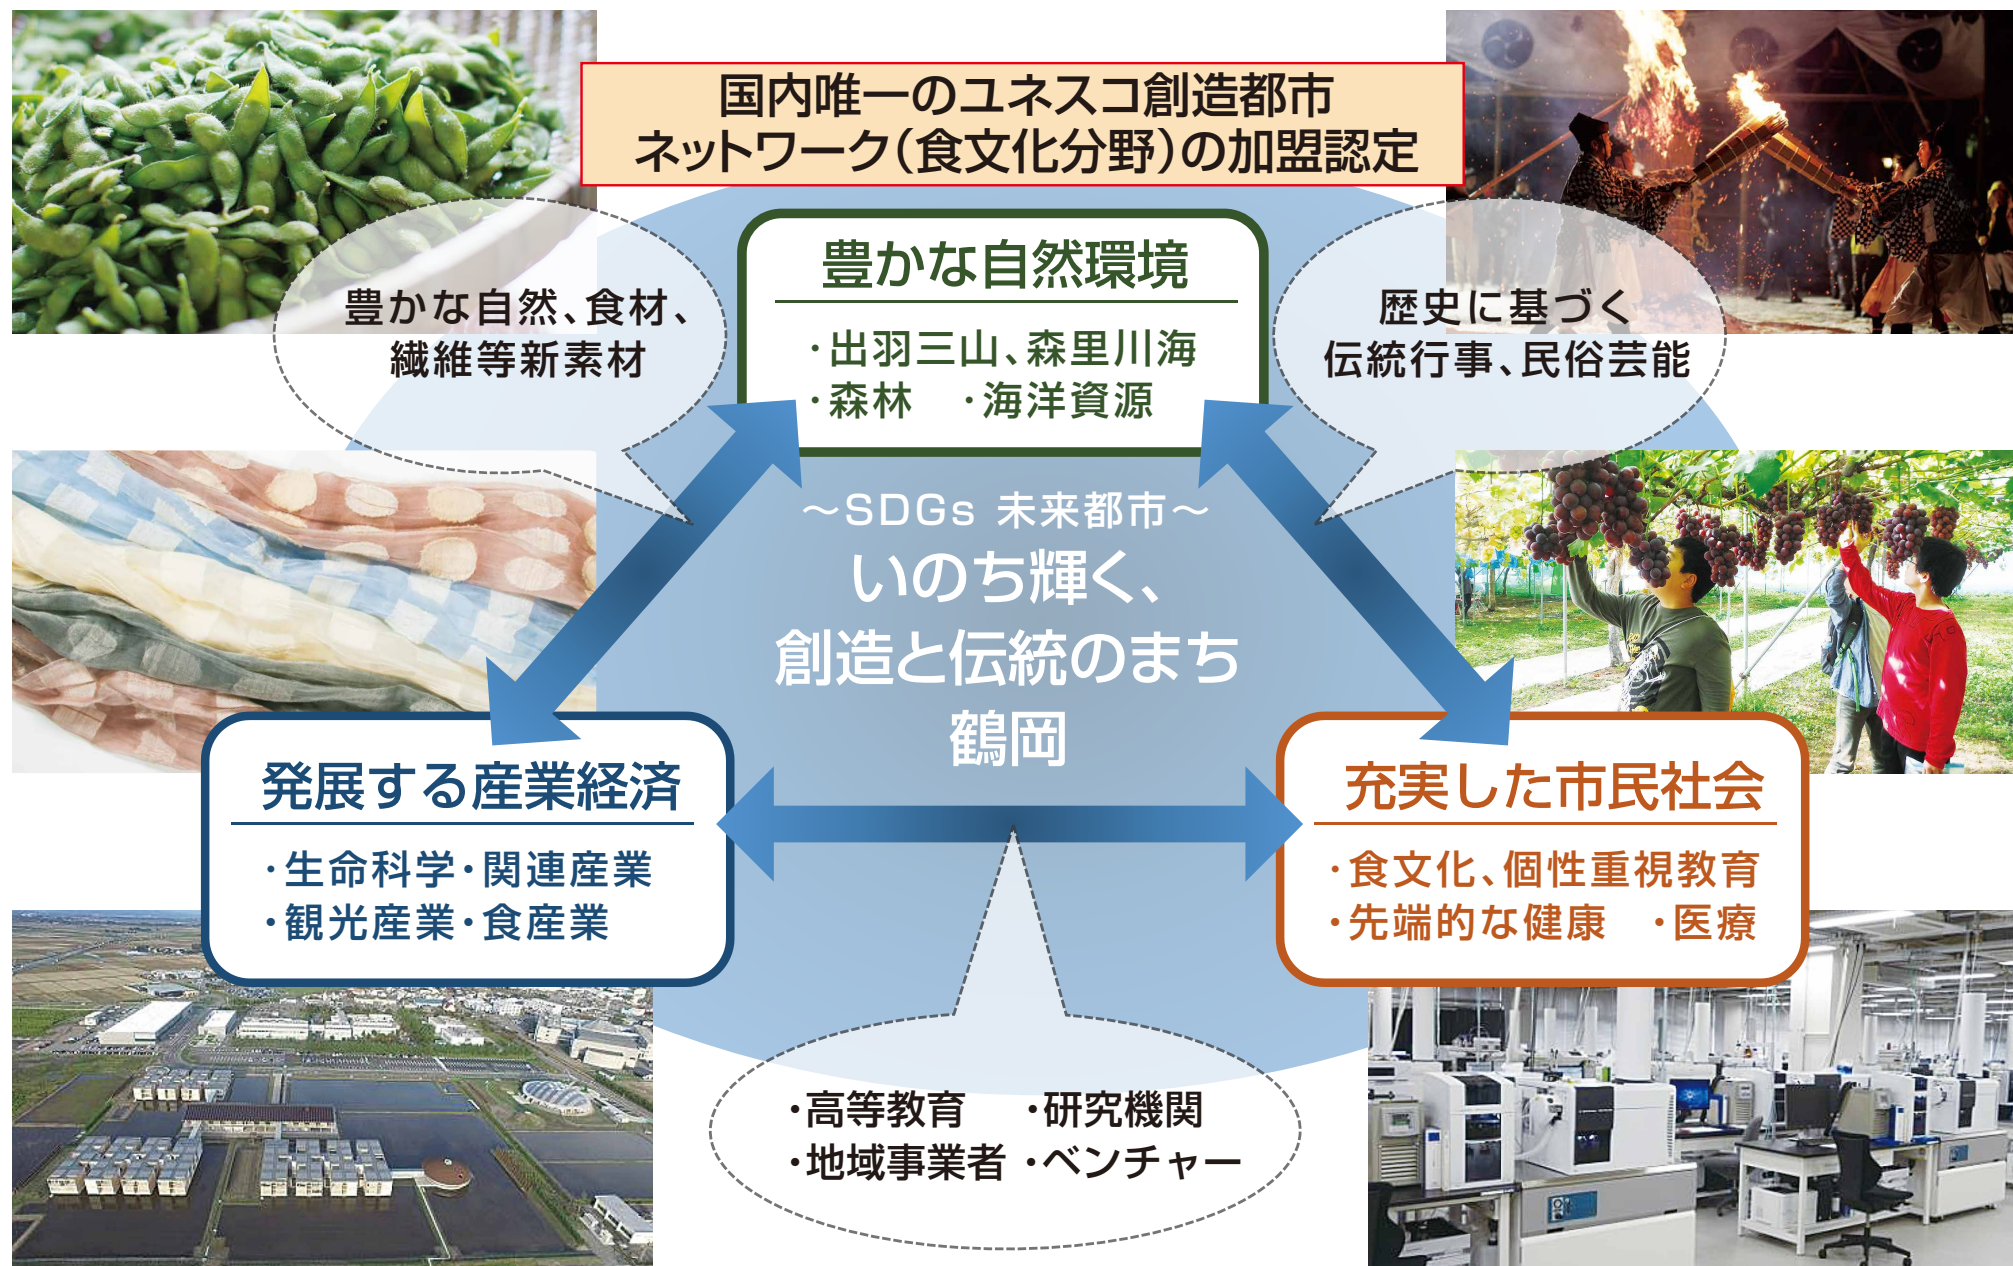 国内唯一のユネスコ創造都市
ネットワーク(食文化分野)の加盟認定
豊かな自然環境
・出羽三山、森里川海
・森林　・海洋資源
豊かな自然、食材、
繊維等新素材
歴史に基づく
伝統行事、民俗芸能
～SDGs 未来都市～
いのち輝く、
創造と伝統のまち
鶴岡
発展する産業経済
・生命科学・関連産業
・観光産業・食産業
充実した市民社会
・食文化、個性重視教育
・先端的な健康　・医療
・高等教育　・研究機関
・地域事業者　・ベンチャー